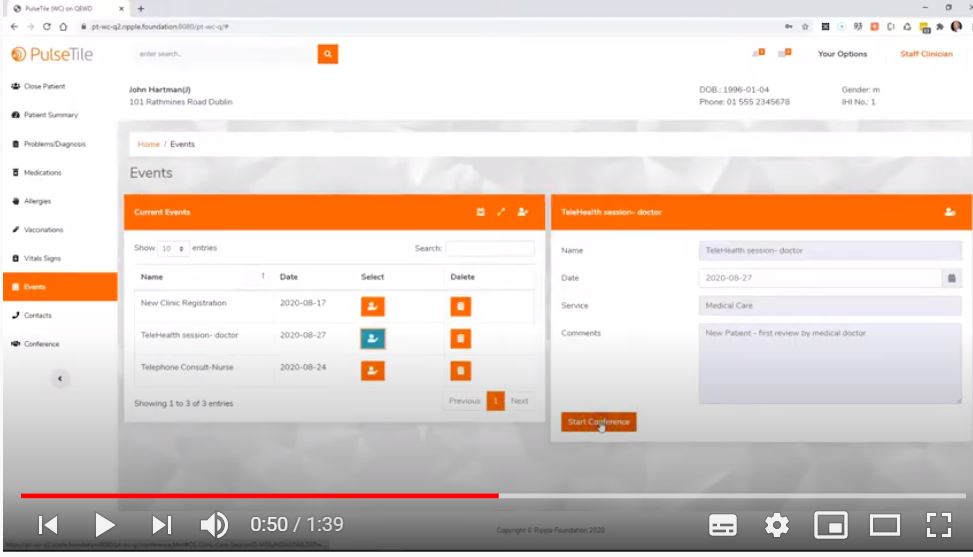 PulseTile (WC) on QEWD
pt-wc-q2.ripple.foundation:8080/pt-wc-q/#
PulseTile
enter search..
Your Options
Staff Clinician
Close Patient
John Hartman(J)
101 Rathmines Road Dublin
DOB.: 1996-01-04
Gender: m
Phone: 01 555 2345678
IHI No.: 1
Patient Summary
Problems/Diagnosis
Home / Events
Medications
Events
Allergies
Vaccinations
Vitals Signs
Events
Contacts
Conference
Current Events
Show 10 entries
Search:
Name Date Select Delete
New Clinic Registration 2020-08-17
TeleHealth session- doctor 2020-08-27
Telephone Consult-Nurse 2020-08-24
Showing 1 to 3 of 3 entries
Previous 1 Next
TeleHealth session- doctor
Name TeleHealth session- doctor
Date 2020-08-27
Service Medical Care
Comments New Patient - first review by medical doctor
Start Conference
0:50 / 1:39
Copyright © Ripple Foundation 2020